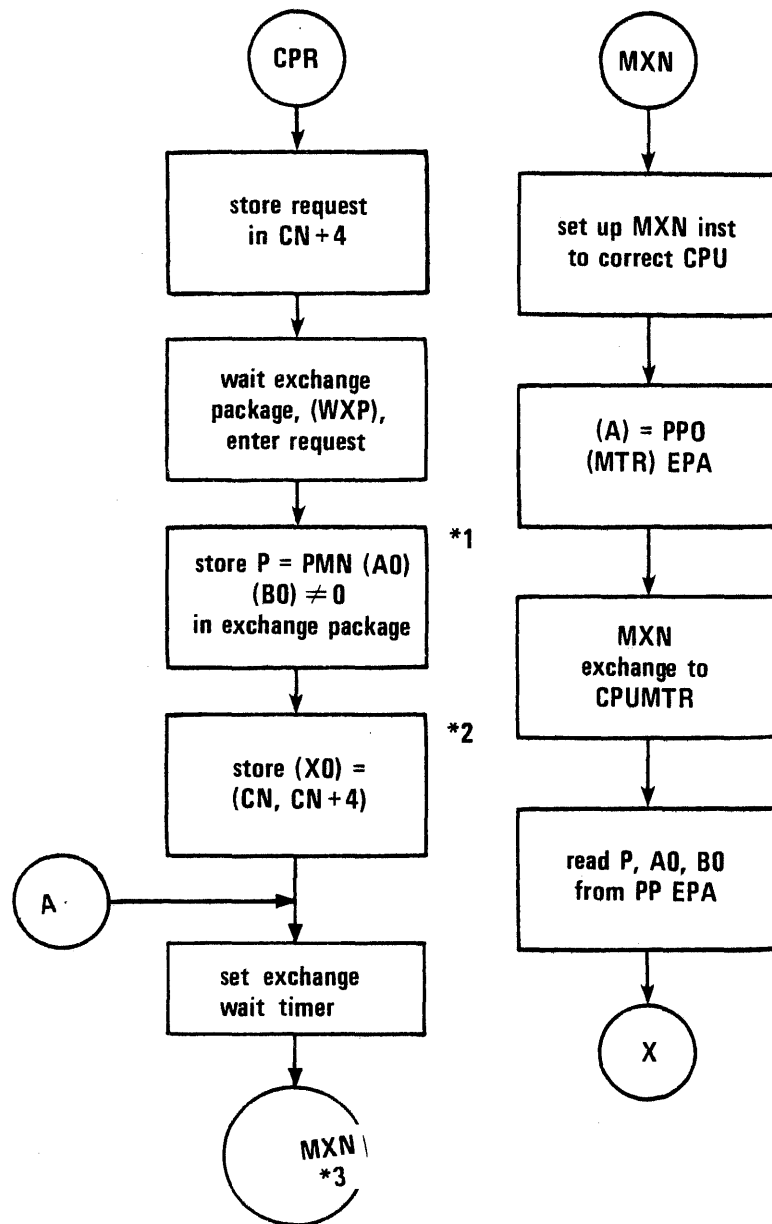 CPR
store request
in CN+4
wait exchange
package, (WXP),
enter request
*1
store P = PMN (A0)
(B0) ≠ 0
in exchange package
*2
store (X0) =
(CN, CN+4)
A
set exchange
wait timer
MXN
*3
MXN
set up MXN inst
to correct CPU
(A) = PP0
(MTR) EPA
MXN
exchange to
CPUMTR
read P, A0, B0
from PP EPA
X